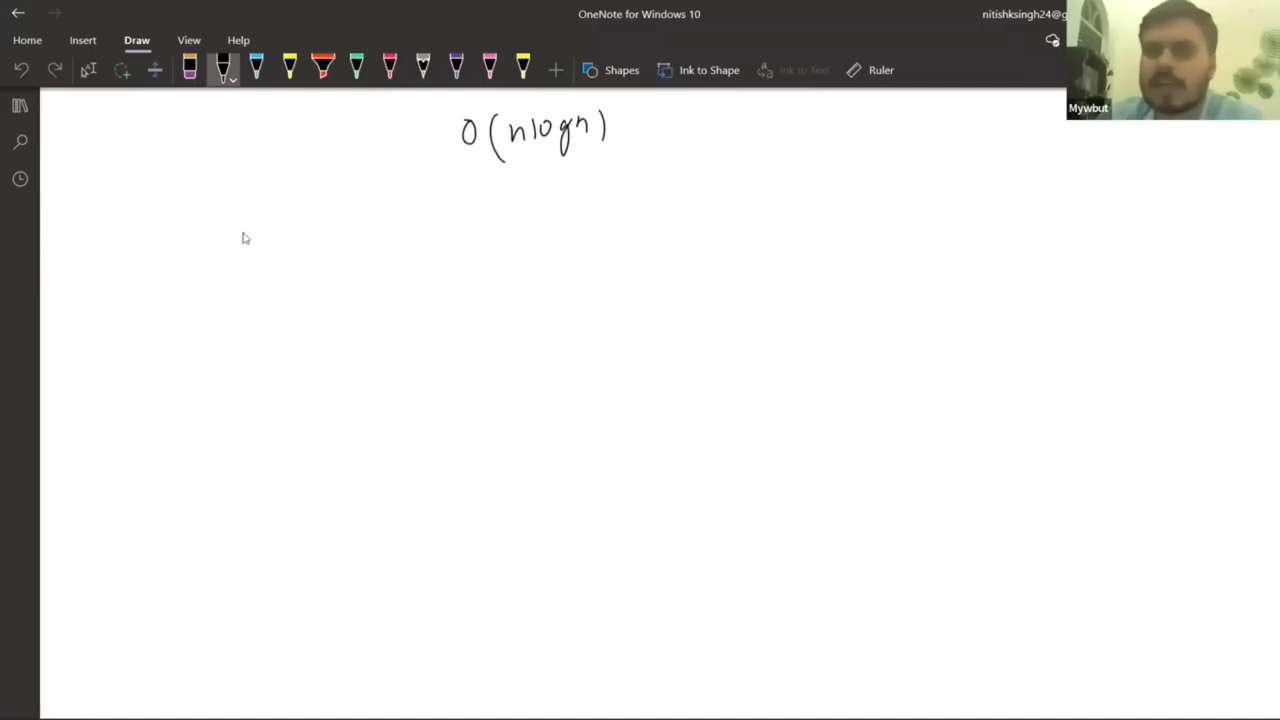 OneNote for Windows 10
nitishksingh24@g
Home Insert Draw View Help
Shapes Ink to Shape Ink to Text Ruler
Mywbut
O(nlogn)